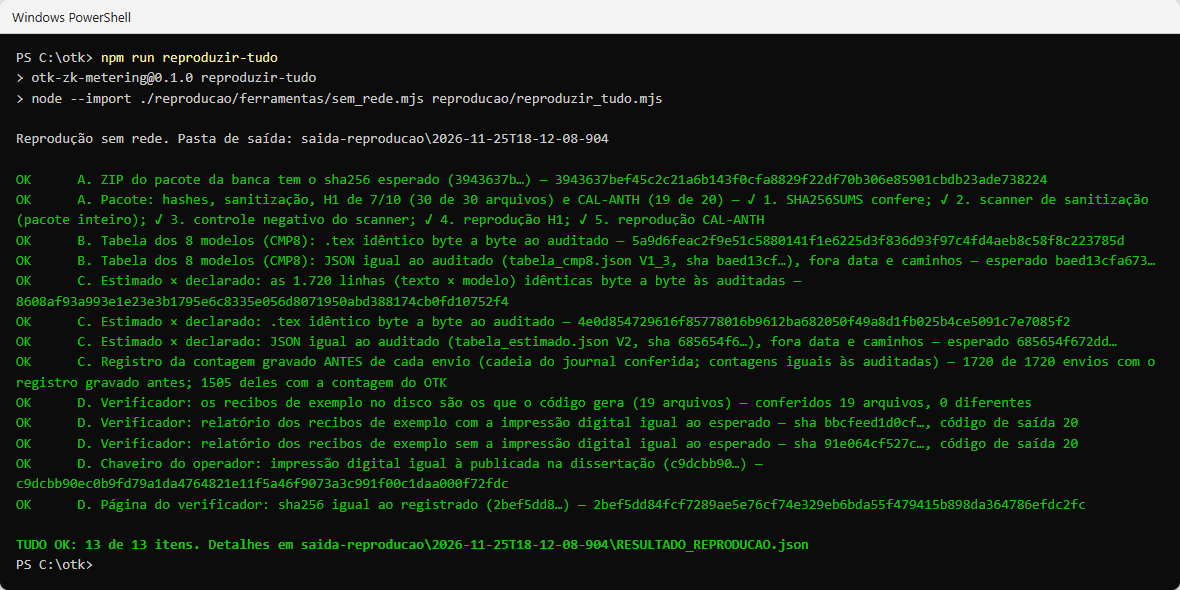 Windows PowerShell
PS C:\otk> npm run reproduzir-tudo
> otk-zk-metering@0.1.0 reproduzir-tudo
> node --import ./reproducao/ferramentas/sem_rede.mjs reproducao/reproduzir_tudo.mjs
Reprodução sem rede. Pasta de saída: saida-reproducao\2026-11-25T18-12-08-904
OK A. ZIP do pacote da banca tem o sha256 esperado (3943637b…) — 3943637bef45c2c21a6b143f0cfa8829f22df70b306e85901cbdb23ade738224
OK A. Pacote: hashes, sanitização, H1 de 7/10 (30 de 30 arquivos) e CAL-ANTH (19 de 20) — √ 1. SHA256SUMS confere; √ 2. scanner de sanitização
(pacote inteiro); √ 3. controle negativo do scanner; √ 4. reprodução H1; √ 5. reprodução CAL-ANTH
OK B. Tabela dos 8 modelos (CMP8): .tex idêntico byte a byte ao auditado — 5a9d6feac2f9e51c5880141f1e6225d3f836d93f97c4fd4aeb8c58f8c223785d
OK B. Tabela dos 8 modelos (CMP8): JSON igual ao auditado (tabela_cmp8.json V1_3, sha baed13cf…), fora data e caminhos — esperado baed13cfa673…
OK C. Estimado × declarado: as 1.720 linhas (texto × modelo) idênticas byte a byte às auditadas —
8608af93a993e1e23e3b1795e6c8335e056d8071950abd388174cb0fd10752f4
OK C. Estimado × declarado: .tex idêntico byte a byte ao auditado — 4e0d854729616f85778016b9612ba682050f49a8d1fb025b4ce5091c7e7085f2
OK C. Estimado × declarado: JSON igual ao auditado (tabela_estimado.json V2, sha 685654f6…), fora data e caminhos — esperado 685654f672dd…
OK C. Registro da contagem gravado ANTES de cada envio (cadeia do journal conferida; contagens iguais às auditadas) — 1720 de 1720 envios com o
registro gravado antes; 1505 deles com a contagem do OTK
OK D. Verificador: os recibos de exemplo no disco são os que o código gera (19 arquivos) — conferidos 19 arquivos, 0 diferentes
OK D. Verificador: relatório dos recibos de exemplo com a impressão digital igual ao esperado — sha bbcfeed1d0cf…, código de saída 20
OK D. Verificador: relatório dos recibos de exemplo sem a impressão digital igual ao esperado — sha 91e064cf527c…, código de saída 20
OK D. Chaveiro do operador: impressão digital igual à publicada na dissertação (c9dcbb90…) —
c9dcbb90ec0b9fd79a1da4764821e11f5a46f9073a3c991f00c1daa000f72fdc
OK D. Página do verificador: sha256 igual ao registrado (2bef5dd8…) — 2bef5dd84fcf7289ae5e76cf74e329eb6bda55f479415b898da364786efdc2fc
TUDO OK: 13 de 13 itens. Detalhes em saida-reproducao\2026-11-25T18-12-08-904\RESULTADO_REPRODUCAO.json
PS C:\otk>